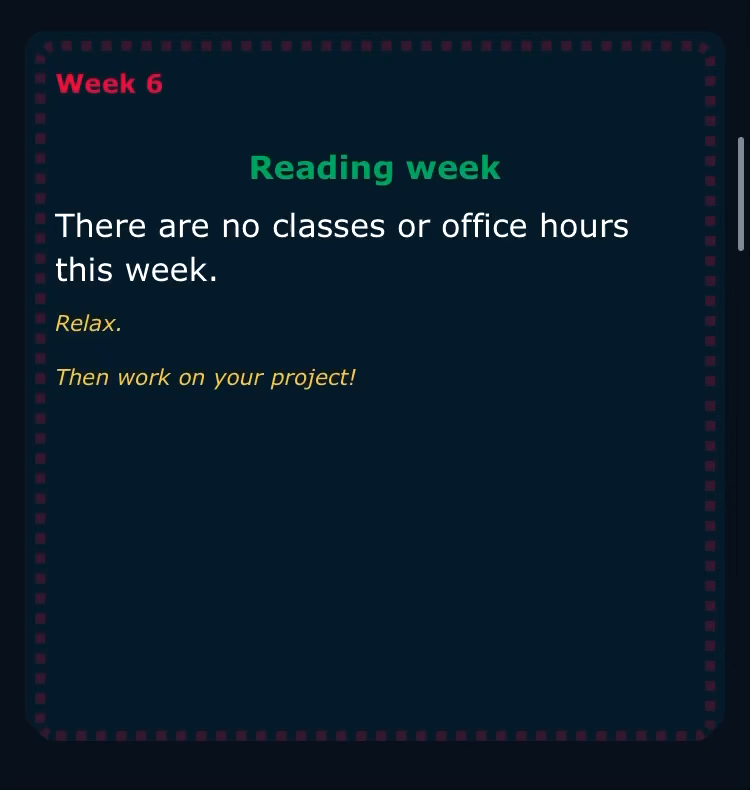 Week 6
Reading week
There are no classes or office hours
this week.
Relax.
Then work on your project!